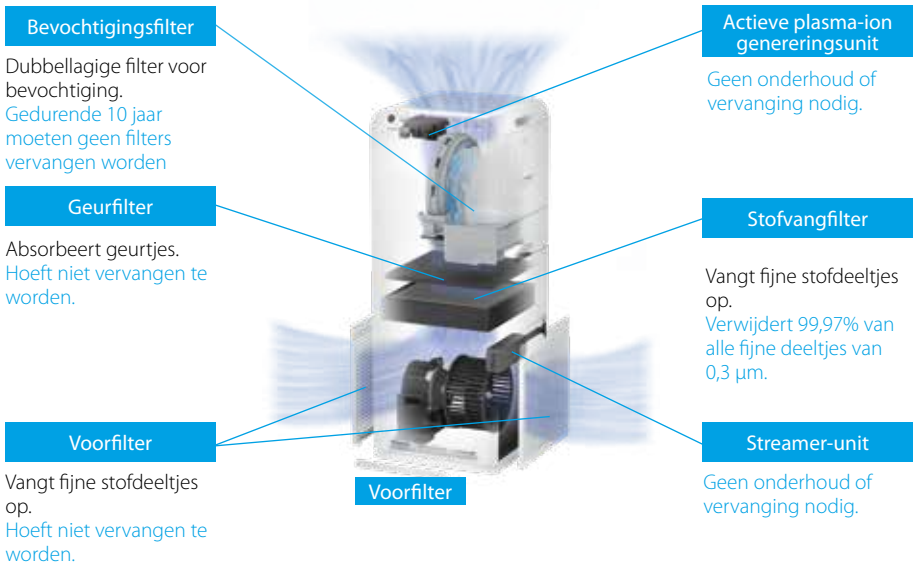 Bevochtigingsfilter
Dubbellagige filter voor
bevochtiging.
Gedurende 10 jaar
moeten geen filters
vervangen worden
Geurfilter
Absorbeert geurtjes.
Hoeft niet vervangen te
worden.
Voorfilter
Vangt fijne stofdeeltjes
op.
Hoeft niet vervangen te
worden.
Voorfilter
Actieve plasma-ion
genereringsunit
Geen onderhoud of
vervanging nodig.
Stofvangfilter
Vangt fijne stofdeeltjes
op.
Verwijdert 99,97% van
alle fijne deeltjes van
0,3 µm.
Streamer-unit
Geen onderhoud of
vervanging nodig.